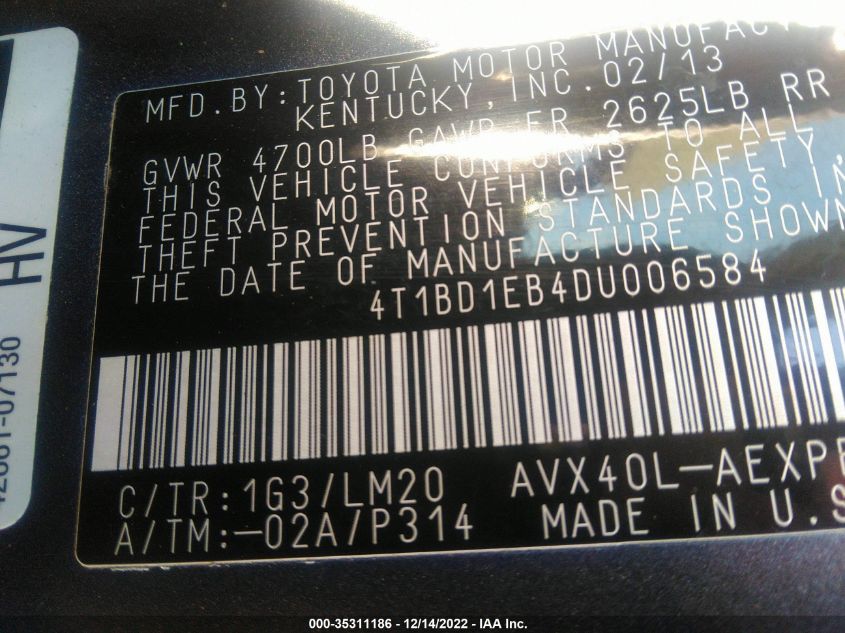 MFD.BY:TOYOTA MOTOR
KENTUCKY,INC.02/13
GVWR 4700LB GAWR FR 2625LB RR
THIS VEHICLE CONFORMS TO ALL
FEDERAL MOTOR VEHICLE SAFETY,
THEFT PREVENTION STANDARDS IN
THE DATE OF MANUFACTURE SHOWN
4T1BD1EB4DU006584
C/TR:1G3/LM20 AVX40L-AEXPE
A/TM:-02A/P314 MADE IN U.S
HV
000-35311186 - 12/14/2022 - IAA Inc.